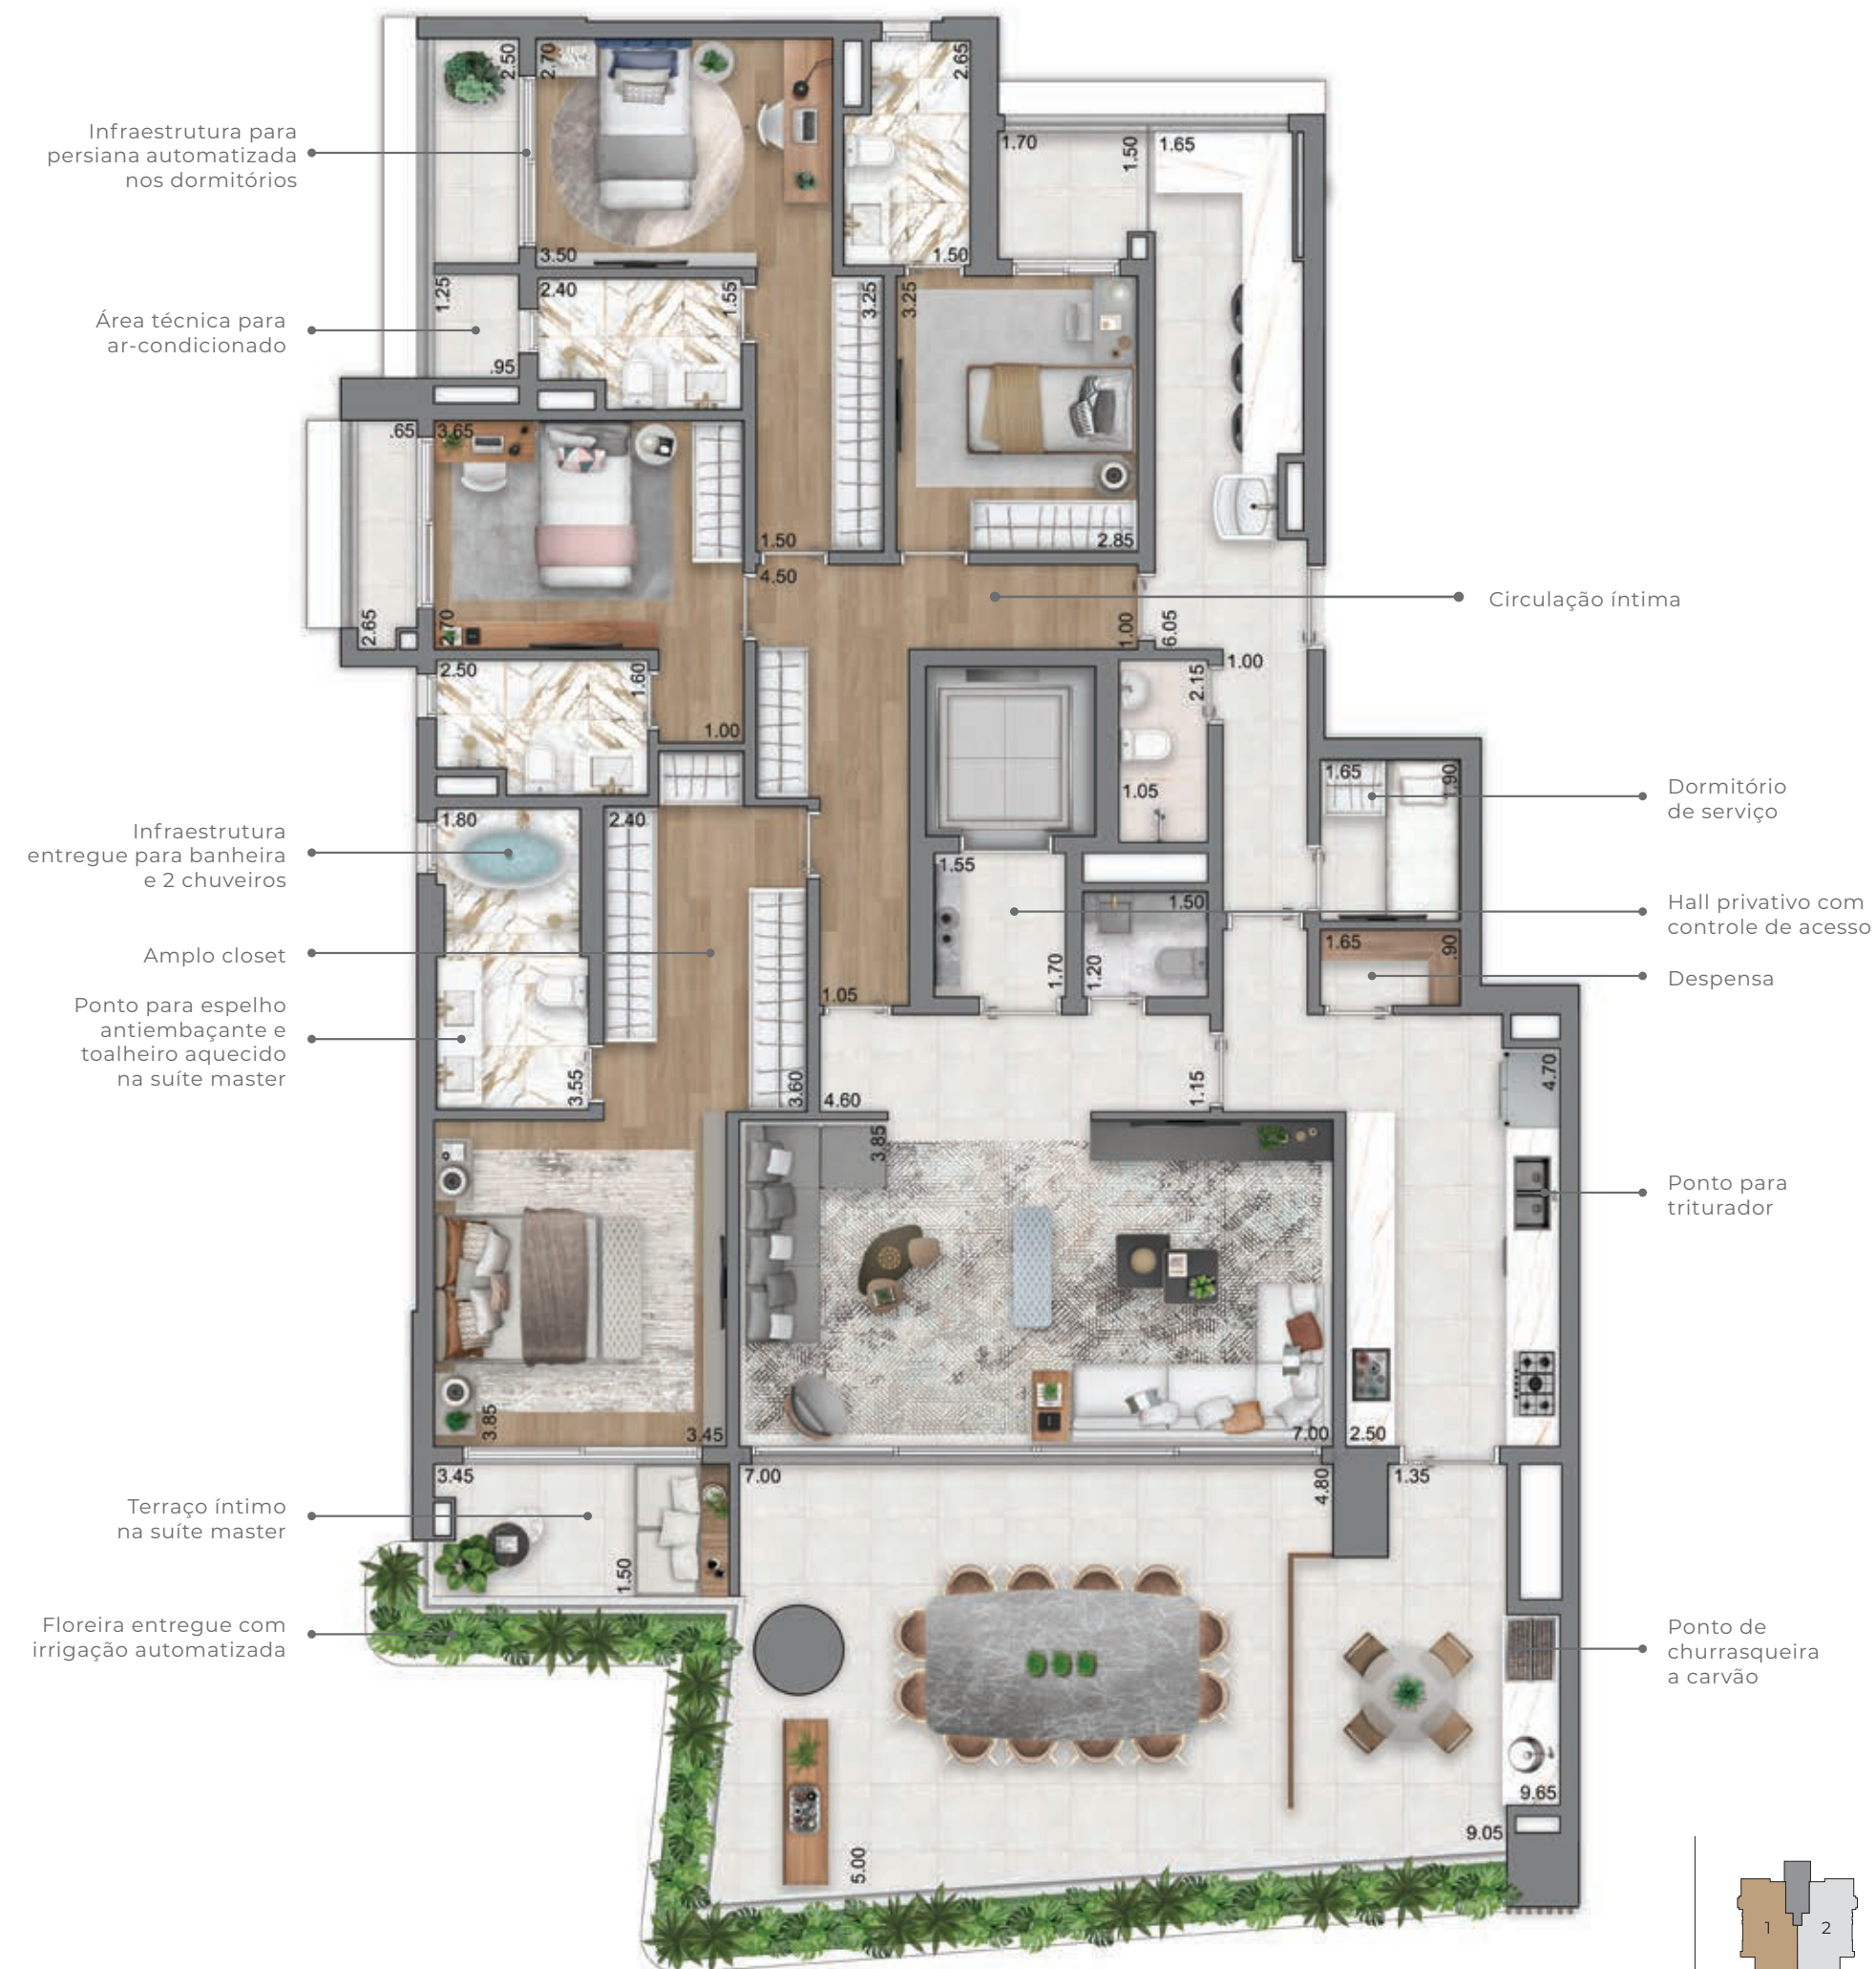 Infraestrutura para
persiana automatizada
nos dormitórios
Área técnica para
ar-condicionado
Infraestrutura
entregue para banheira
e 2 chuveiros
Amplo closet
Ponto para espelho
antiembaçante e
toalheiro aquecido
na suíte master
Terraço íntimo
na suíte master
Floreira entregue com
irrigação automatizada
2.50
2.70
2.65
1.70
1.50
1.65
3.50
1.50
1.25
2.40
1.55
3.25
3.25
.95
.65
3.65
1.50
2.85
4.50
2.65
2.70
1.00
6.05
2.50
1.60
2.15
1.00
1.00
1.80
2.40
1.05
1.65
.90
1.55
1.50
1.70
1.20
1.65
.90
1.05
3.55
3.60
4.60
1.15
4.70
3.85
3.85
3.45
7.00
2.50
3.45
7.00
4.80
1.35
1.50
9.65
9.05
5.00
Circulação íntima
Dormitório
de serviço
Hall privativo com
controle de acesso
Despensa
Ponto para
triturador
Ponto de
churrasqueira
a carvão
1
2